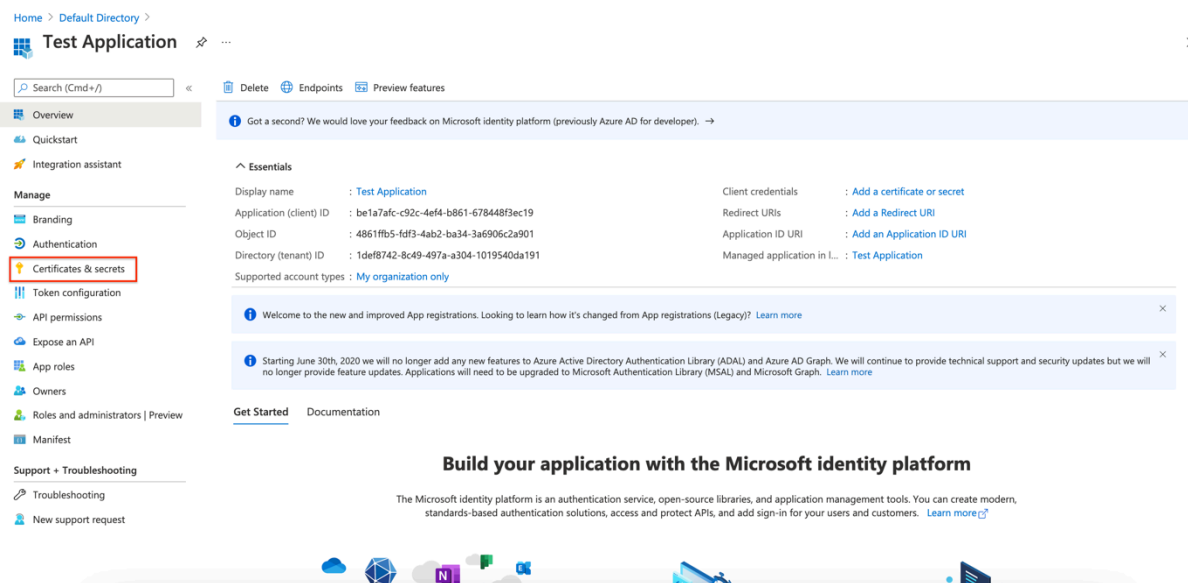 Home > Default Directory >
Test Application ...
Search (Cmd+/) «
Overview
Quickstart
Integration assistant
Manage
Branding
Authentication
Certificates & secrets
Token configuration
API permissions
Expose an API
App roles
Owners
Roles and administrators | Preview
Manifest
Support + Troubleshooting
Troubleshooting
New support request
Delete Endpoints Preview features
Got a second? We would love your feedback on Microsoft identity platform (previously Azure AD for developer). →
Essentials
Display name : Test Application
Application (client) ID : be1a7afc-c92c-4ef4-b861-678448f3ec19
Object ID : 4861ffb5-fdf3-4ab2-ba34-3a6906c2a901
Directory (tenant) ID : 1def8742-8c49-497a-a304-1019540da191
Supported account types : My organization only
Client credentials : Add a certificate or secret
Redirect URIs : Add a Redirect URI
Application ID URI : Add an Application ID URI
Managed application in l... : Test Application
Welcome to the new and improved App registrations. Looking to learn how it's changed from App registrations (Legacy)? Learn more
Starting June 30th, 2020 we will no longer add any new features to Azure Active Directory Authentication Library (ADAL) and Azure AD Graph. We will continue to provide technical support and security updates but we will
no longer provide feature updates. Applications will need to be upgraded to Microsoft Authentication Library (MSAL) and Microsoft Graph. Learn more
Get Started Documentation
Build your application with the Microsoft identity platform
The Microsoft identity platform is an authentication service, open-source libraries, and application management tools. You can create modern,
standards-based authentication solutions, access and protect APIs, and add sign-in for your users and customers. Learn more
N